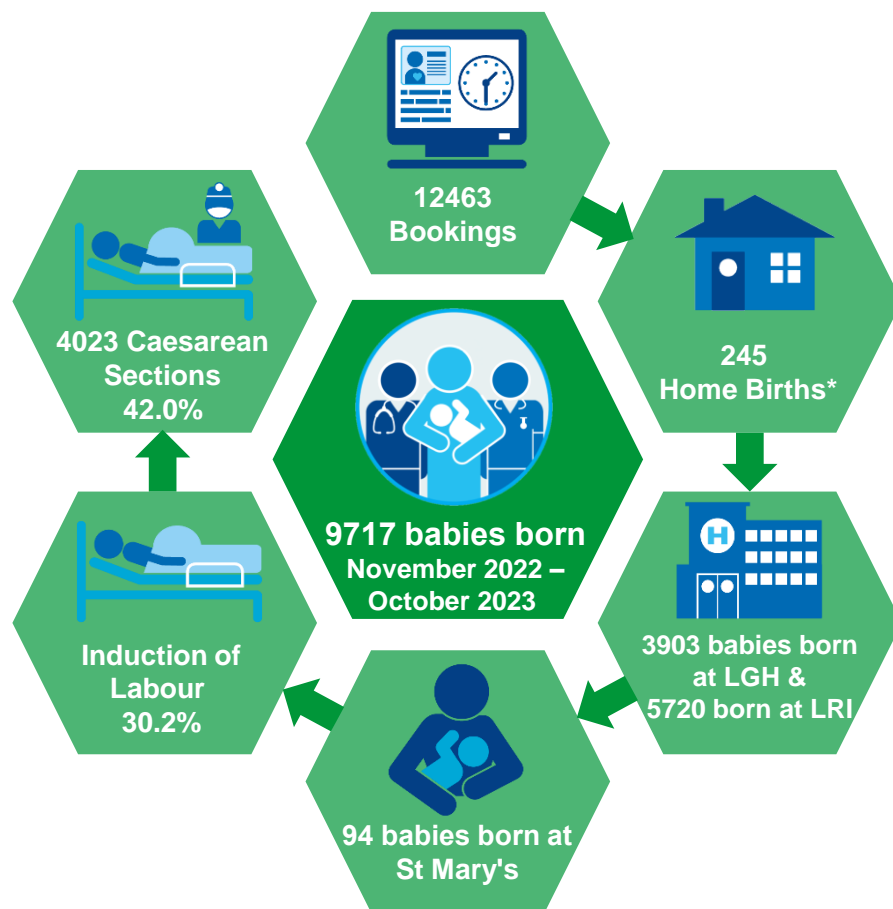 12463
Bookings
245
Home Births*
H
3903 babies born
at LGH &
5720 born at LRI
94 babies born at
St Mary's
Induction of
Labour
30.2%
4023 Caesarean
Sections
42.0%
9717 babies born
November 2022 –
October 2023